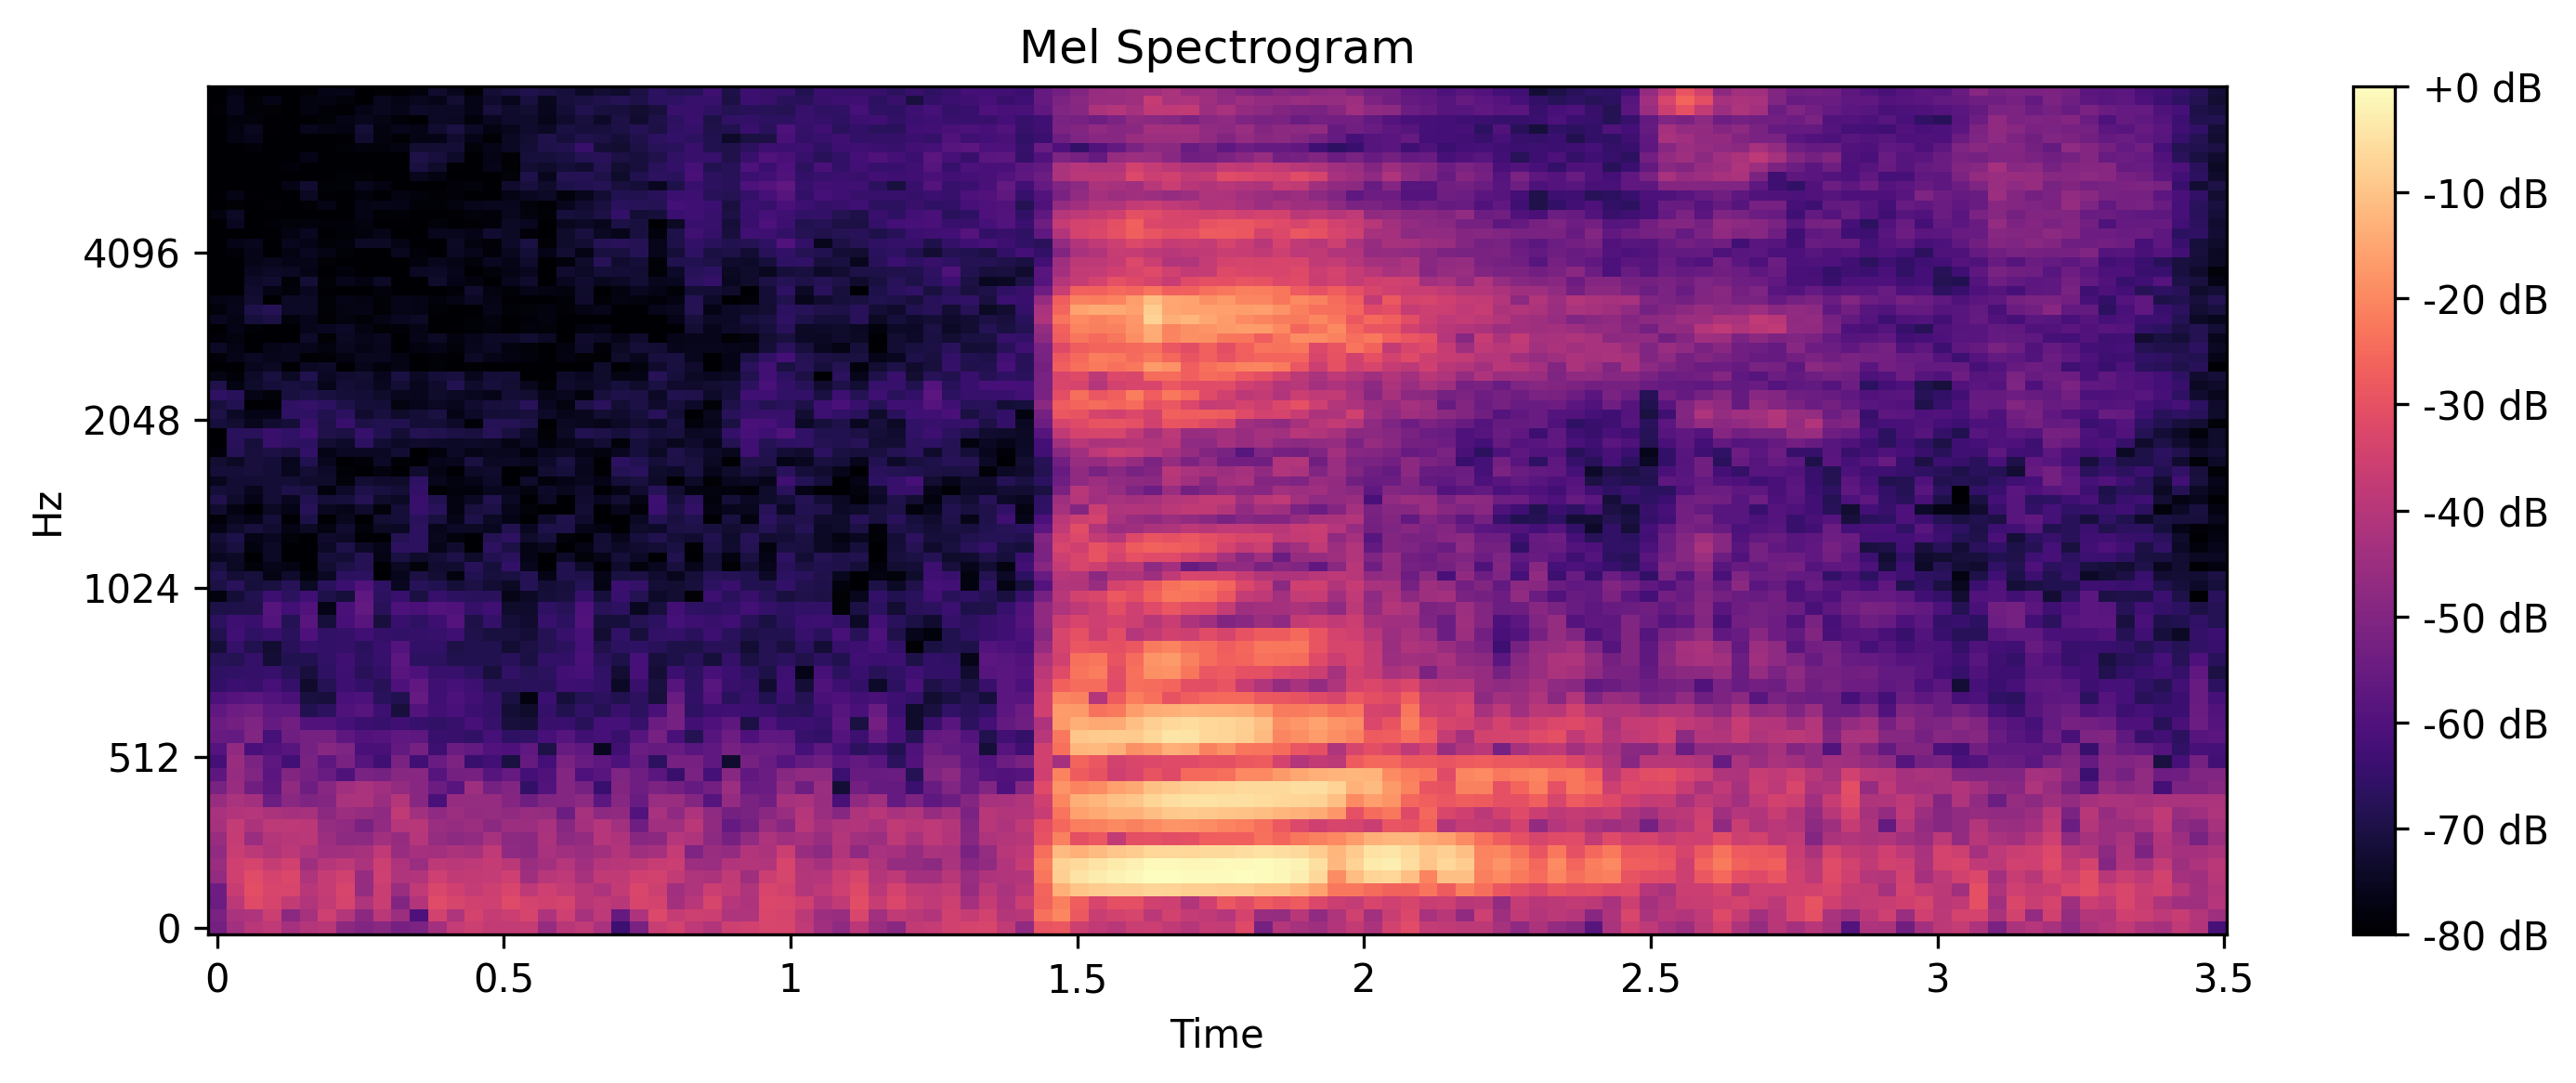 Mel Spectrogram
+0 dB
-10 dB
-20 dB
-30 dB
-40 dB
-50 dB
-60 dB
-70 dB
-80 dB
Hz
4096
2048
1024
512
0
0 0.5 1 1.5 2 2.5 3 3.5
Time